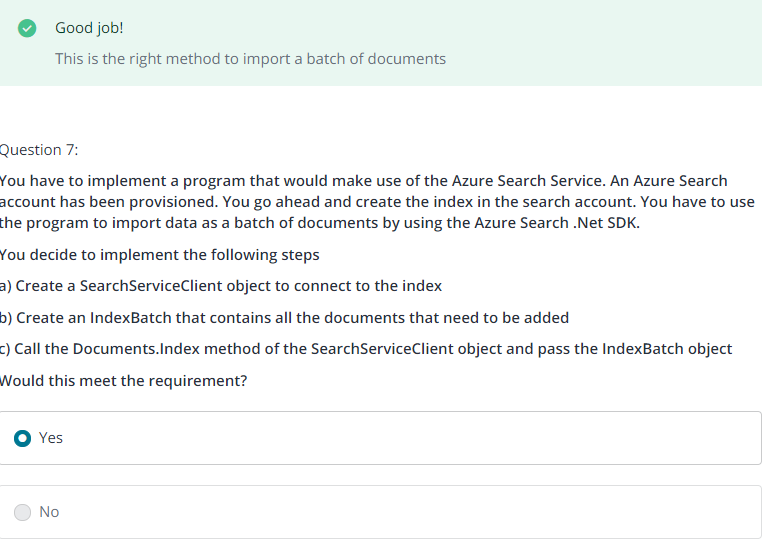 Good job!
This is the right method to import a batch of documents
Question 7:
You have to implement a program that would make use of the Azure Search Service. An Azure Search
account has been provisioned. You go ahead and create the index in the search account. You have to use
the program to import data as a batch of documents by using the Azure Search .Net SDK.
You decide to implement the following steps
a) Create a SearchServiceClient object to connect to the index
b) Create an IndexBatch that contains all the documents that need to be added
c) Call the Documents.Index method of the SearchServiceClient object and pass the IndexBatch object
Would this meet the requirement?
Yes
No